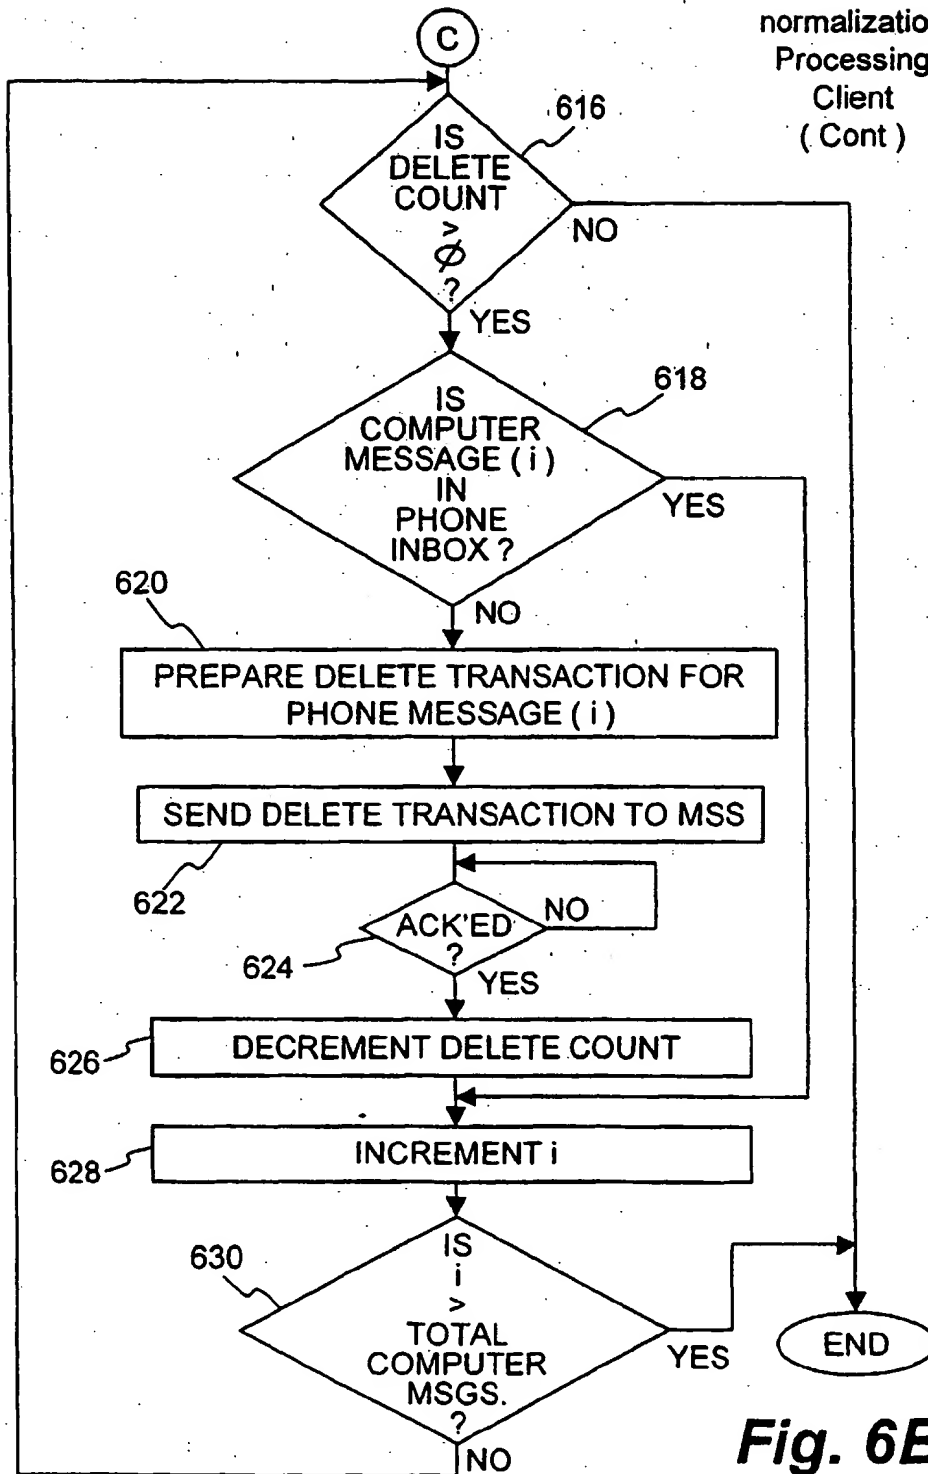 C
normalizatio
Processing
Client
( Cont )
616
IS
DELETE
COUNT
>
∅
?
NO
YES
618
IS
COMPUTER
MESSAGE ( i )
IN
PHONE
INBOX ?
YES
NO
620
PREPARE DELETE TRANSACTION FOR
PHONE MESSAGE ( i )
SEND DELETE TRANSACTION TO MSS
622
ACK'ED
?
NO
624
YES
DECREMENT DELETE COUNT
626
INCREMENT i
628
630
IS
i
>
TOTAL
COMPUTER
MSGS.
?
YES
END
NO
Fig. 6E